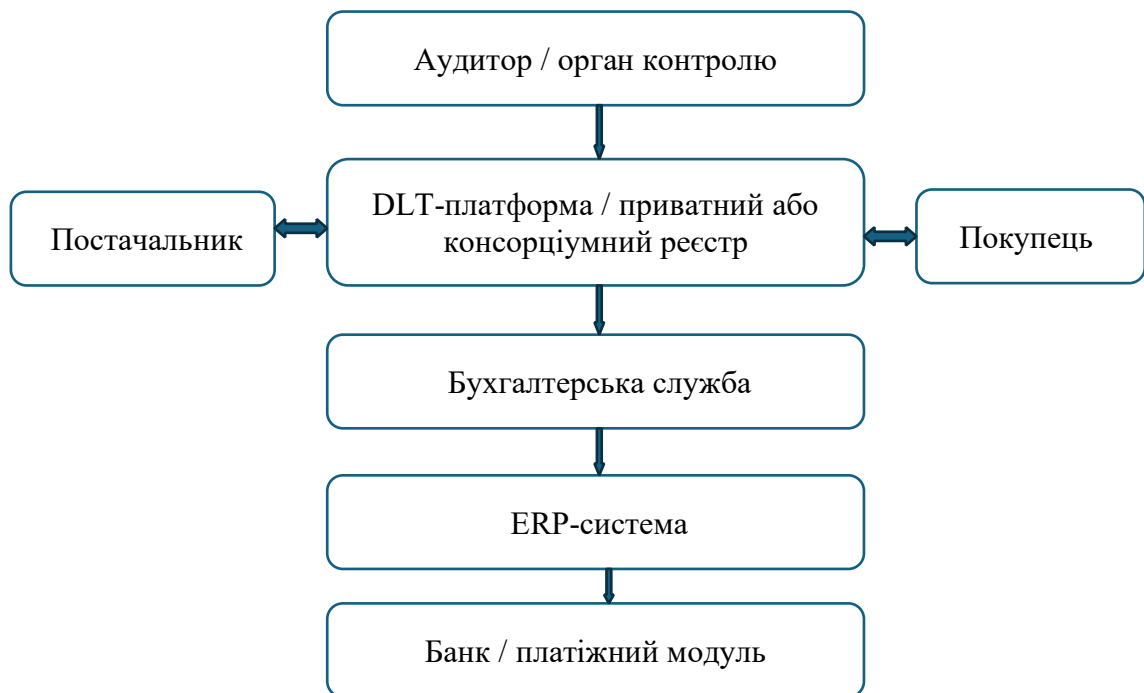 Аудитор / орган контролю
DLT-платформа / приватний або
консорціумний реєстр
Постачальник
Покупець
Бухгалтерська служба
ERP-система
Банк / платіжний модуль